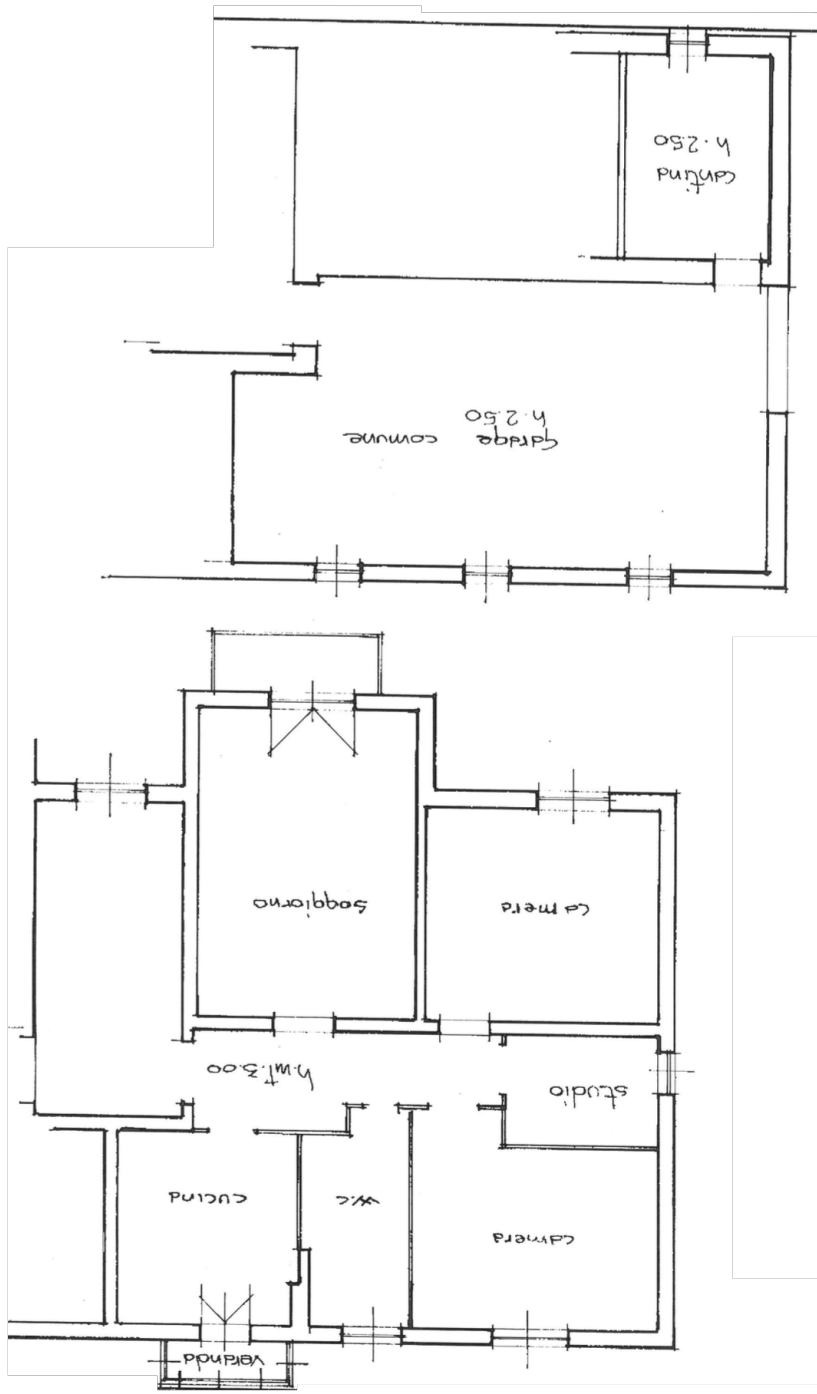 veranda
camera
w.c
cucina
studio
h.mt.3.00
camera
soggiorno
Garage comune
h.2.50
cantina
h.2.50